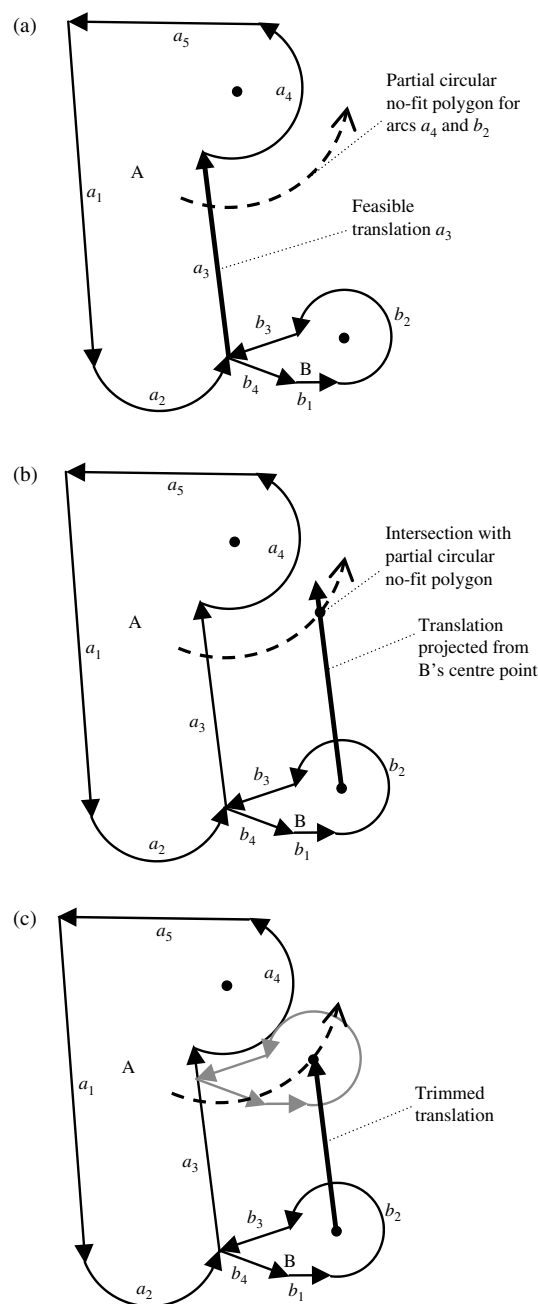 (a)
a5
a4
Partial circular
no-fit polygon for
arcs a4 and b2
A
a1
Feasible
translation a3
a3
b3
b2
B
a2
b4
b1
(b)
a5
a4
Intersection with
partial circular
no-fit polygon
A
a1
Translation
projected from
B's centre point
a3
b3
b2
B
a2
b4
b1
(c)
a5
a4
A
a1
Trimmed
translation
a3
b3
b2
B
a2
b4
b1